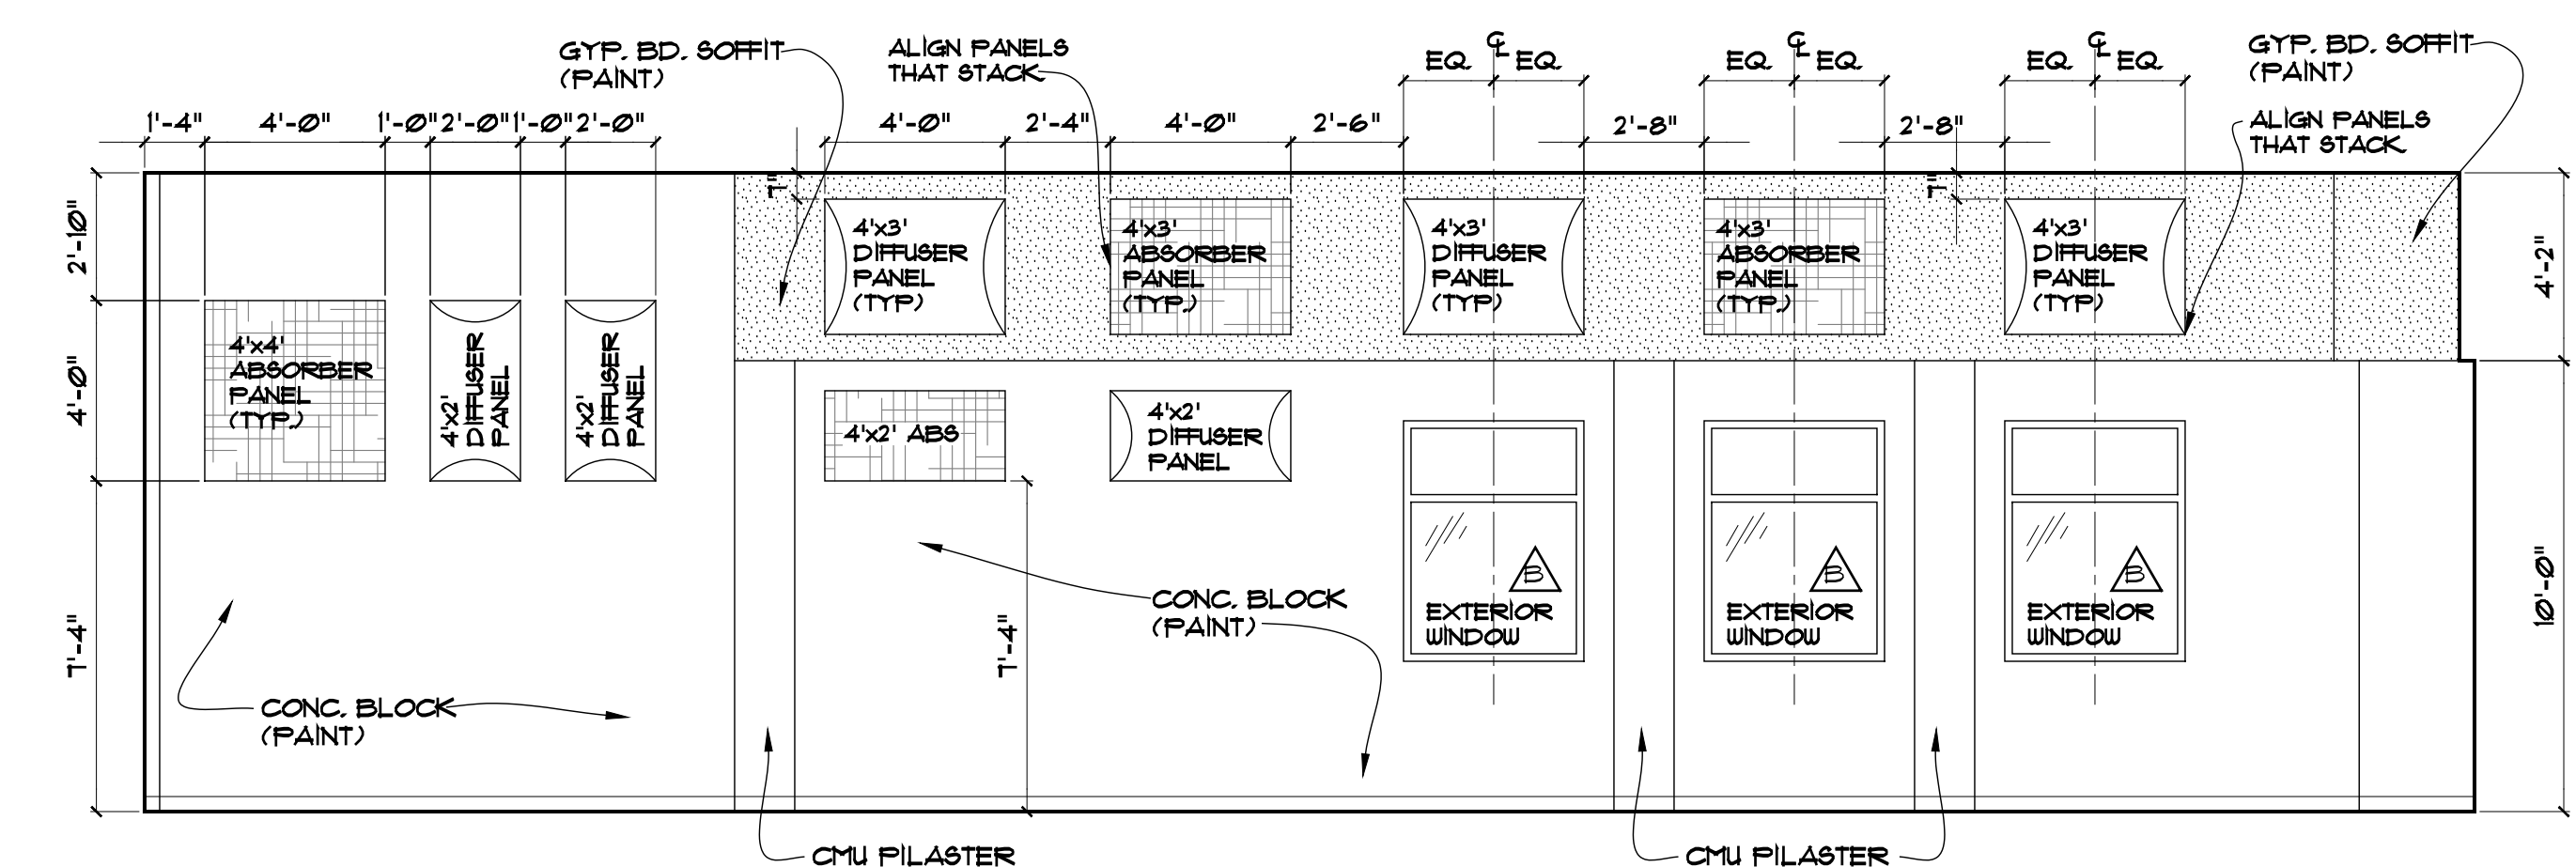 GYP. BD. SOFFIT
(PAINT)
ALIGN PANELS
THAT STACK
EQ. ℄ EQ.
EQ. ℄ EQ.
EQ. ℄ EQ.
GYP. BD. SOFFIT
(PAINT)
1'-4" 4'-0" 1'-0" 2'-0" 1'-0" 2'-0"
4'-0" 2'-4" 4'-0" 2'-6"
2'-8"
2'-8"
ALIGN PANELS
THAT STACK
7"
7"
2'-10"
4'-0"
7'-4"
4'x4'
ABSORBER
PANEL
(TYP.)
4'x2'
DIFFUSER
PANEL
4'x2'
DIFFUSER
PANEL
4'x3'
DIFFUSER
PANEL
(TYP)
4'x3'
ABSORBER
PANEL
(TYP.)
4'x3'
DIFFUSER
PANEL
(TYP)
4'x3'
ABSORBER
PANEL
(TYP.)
4'x3'
DIFFUSER
PANEL
(TYP)
4'-2"
10'-0"
4'x2' ABS
4'x2'
DIFFUSER
PANEL
7'-4"
CONC. BLOCK
(PAINT)
B
EXTERIOR
WINDOW
B
EXTERIOR
WINDOW
B
EXTERIOR
WINDOW
CONC. BLOCK
(PAINT)
CMU PILASTER
CMU PILASTER